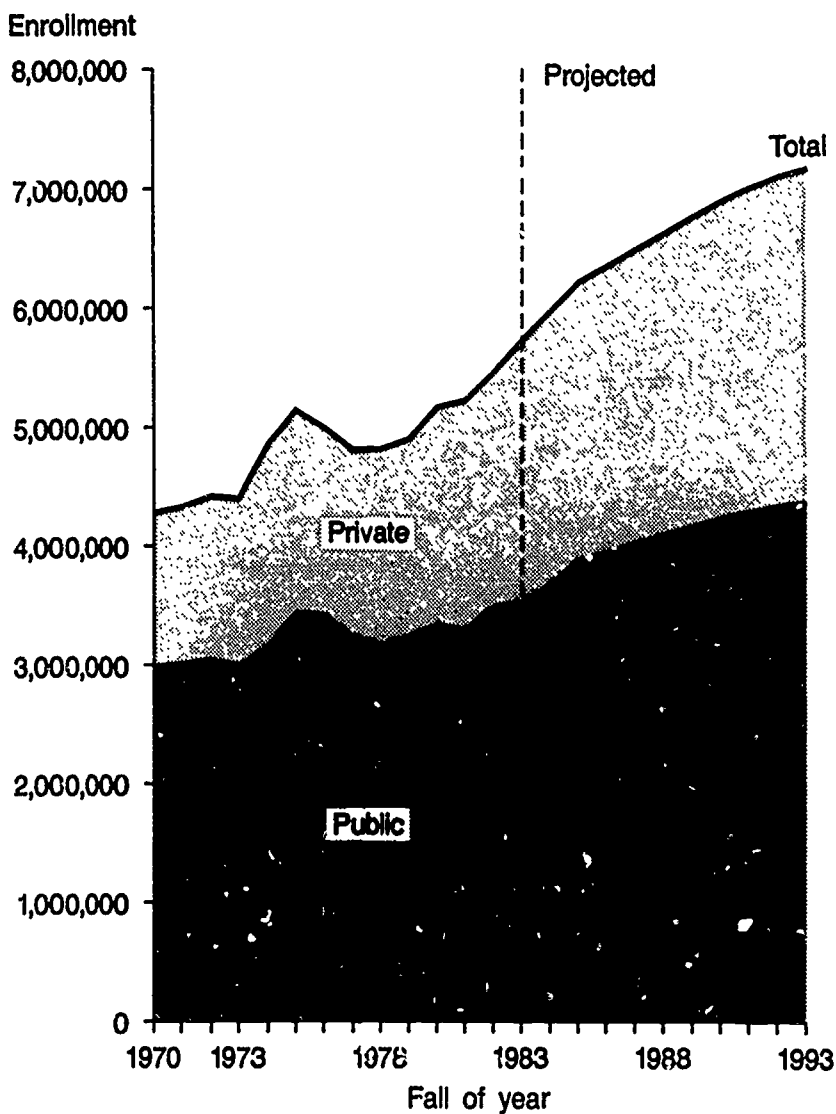 Enrollment
8,000,000
Projected
Total
7,000,000
6,000,000
5,000,000
Private
4,000,000
3,000,000
2,000,000
Public
1,000,000
0
1970 1973 1978 1983 1988 1993
Fall of year